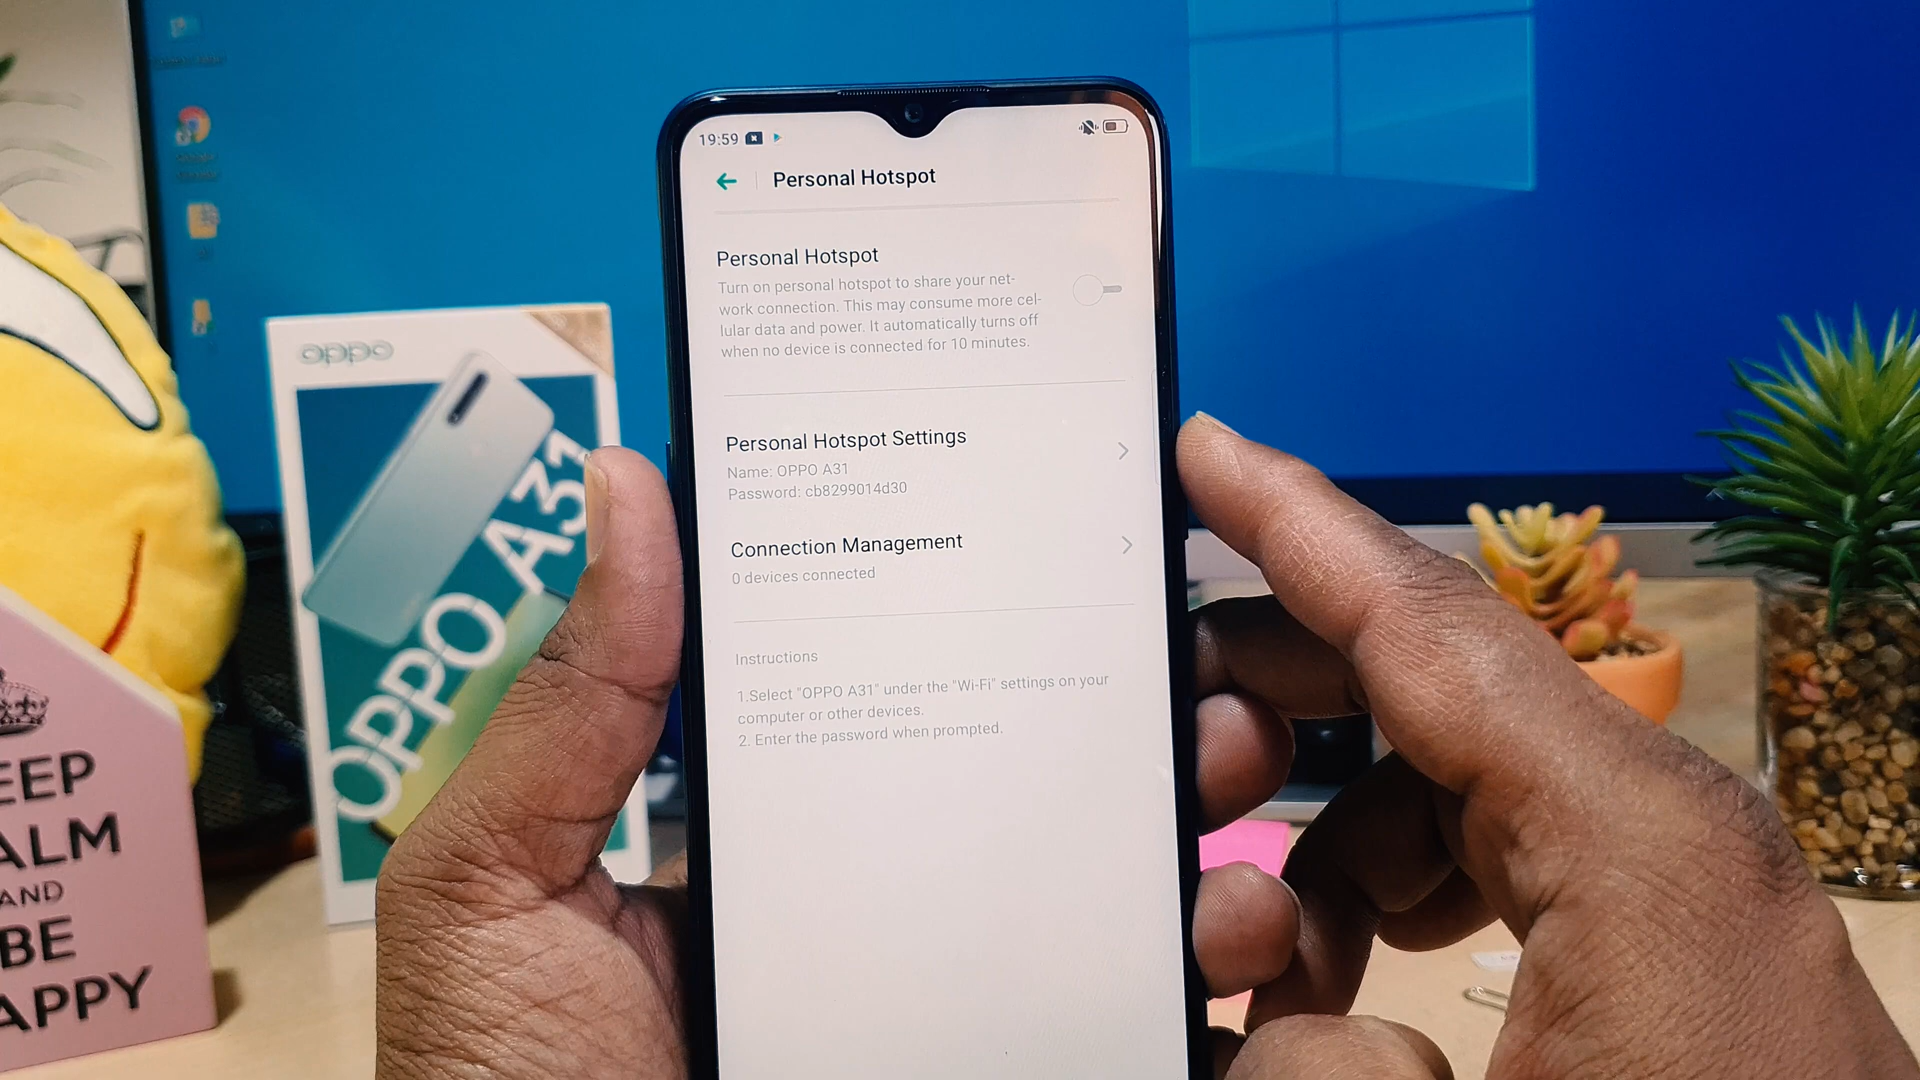 19:59
Personal Hotspot
Personal Hotspot
Turn on personal hotspot to share your net-
work connection. This may consume more cel-
lular data and power. It automatically turns off
when no device is connected for 10 minutes.
Personal Hotspot Settings
Name: OPPO A31
Password: cb8299014d30
Connection Management
0 devices connected
Instructions
1.Select "OPPO A31" under the "Wi-Fi" settings on your
computer or other devices.
2. Enter the password when prompted.
oppo
OPPO A31
EEP
ALM
AND
BE
APPY